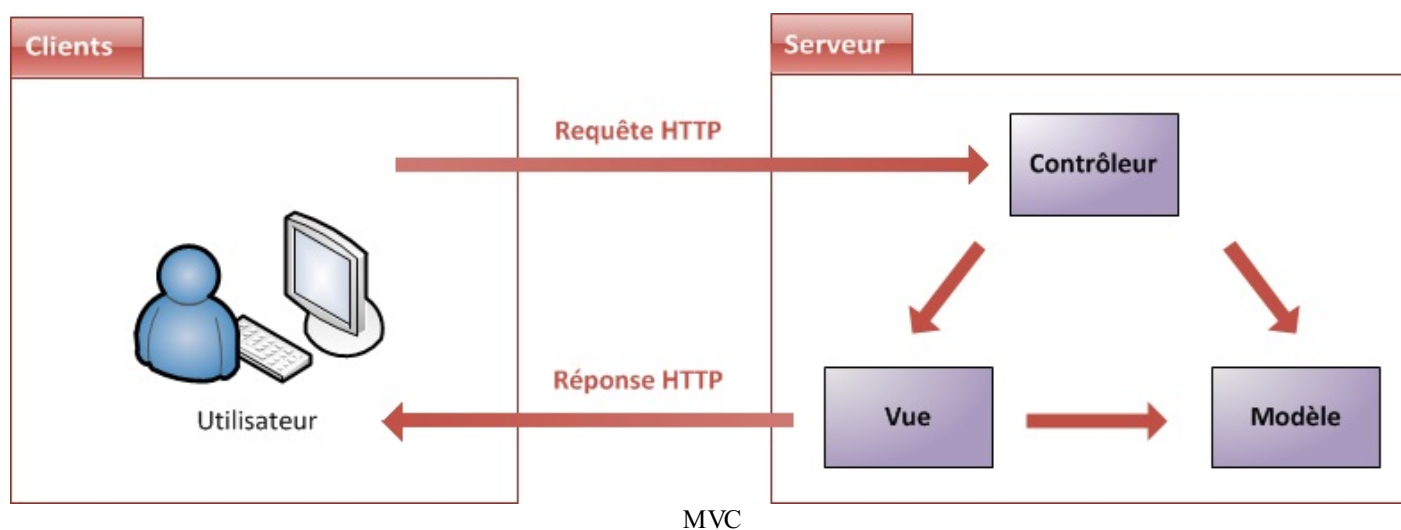 Clients
Serveur
Requête HTTP
Contrôleur
Réponse HTTP
Utilisateur
Vue
Modèle
MVC